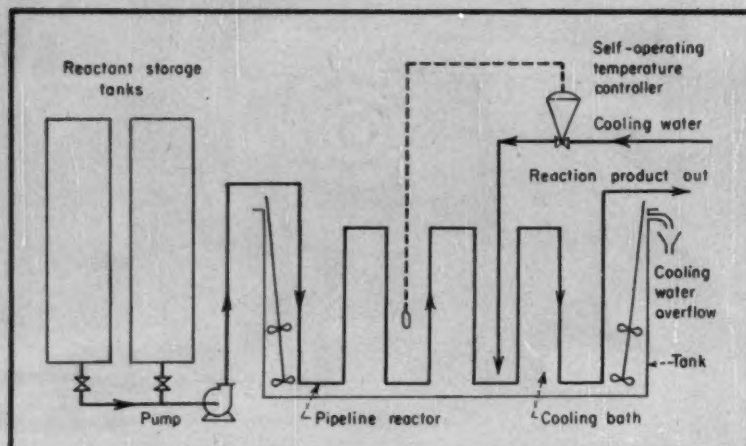 Reactant storage
tanks
Self-operating
temperature
controller
Cooling water
Reaction product out
Cooling
water
overflow
Tank
Pump
Pipeline reactor
Cooling bath